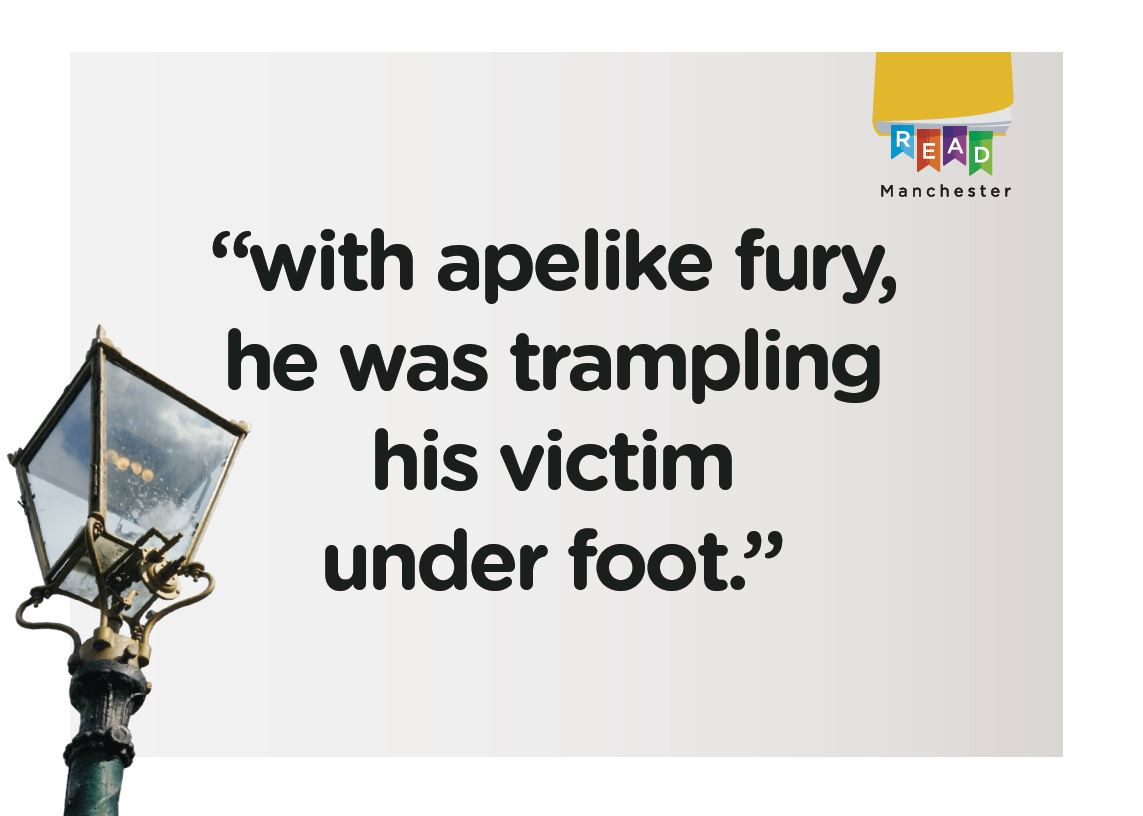 READ
Manchester
“with apelike fury,
he was trampling
his victim
under foot.”